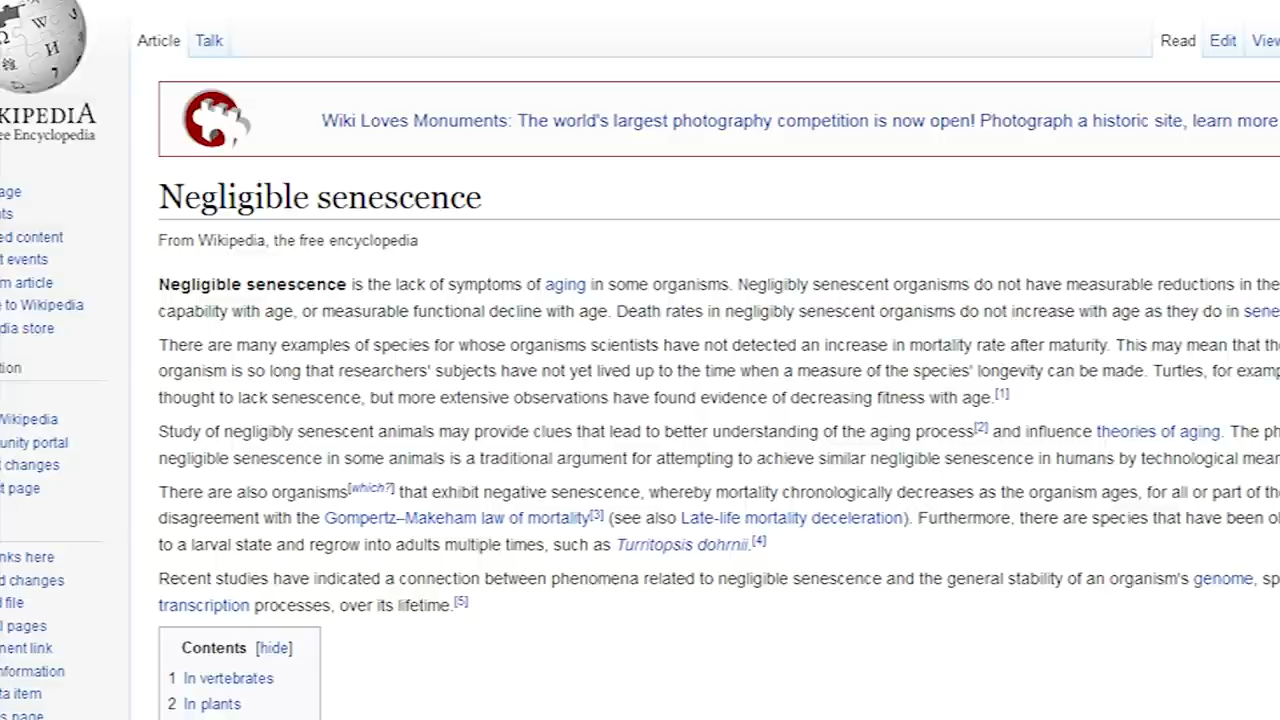 Article Talk Read Edit View
KIPEDIA
ee Encyclopedia
Wiki Loves Monuments: The world's largest photography competition is now open! Photograph a historic site, learn more
Negligible senescence
From Wikipedia, the free encyclopedia
Negligible senescence is the lack of symptoms of aging in some organisms. Negligibly senescent organisms do not have measurable reductions in the
capability with age, or measurable functional decline with age. Death rates in negligibly senescent organisms do not increase with age as they do in sene
There are many examples of species for whose organisms scientists have not detected an increase in mortality rate after maturity. This may mean that the
organism is so long that researchers' subjects have not yet lived up to the time when a measure of the species' longevity can be made. Turtles, for examp
thought to lack senescence, but more extensive observations have found evidence of decreasing fitness with age.[1]
Study of negligibly senescent animals may provide clues that lead to better understanding of the aging process[2] and influence theories of aging. The ph
negligible senescence in some animals is a traditional argument for attempting to achieve similar negligible senescence in humans by technological mean
There are also organisms[which?] that exhibit negative senescence, whereby mortality chronologically decreases as the organism ages, for all or part of the
disagreement with the Gompertz–Makeham law of mortality[3] (see also Late-life mortality deceleration). Furthermore, there are species that have been ob
to a larval state and regrow into adults multiple times, such as Turritopsis dohrnii.[4]
Recent studies have indicated a connection between phenomena related to negligible senescence and the general stability of an organism's genome, sp
transcription processes, over its lifetime.[5]
Contents [hide]
1 In vertebrates
2 In plants
age
nts
ed content
t events
m article
e to Wikipedia
dia store
tion
Wikipedia
unity portal
changes
t page
nks here
d changes
file
l pages
nent link
nformation
ta item
s page